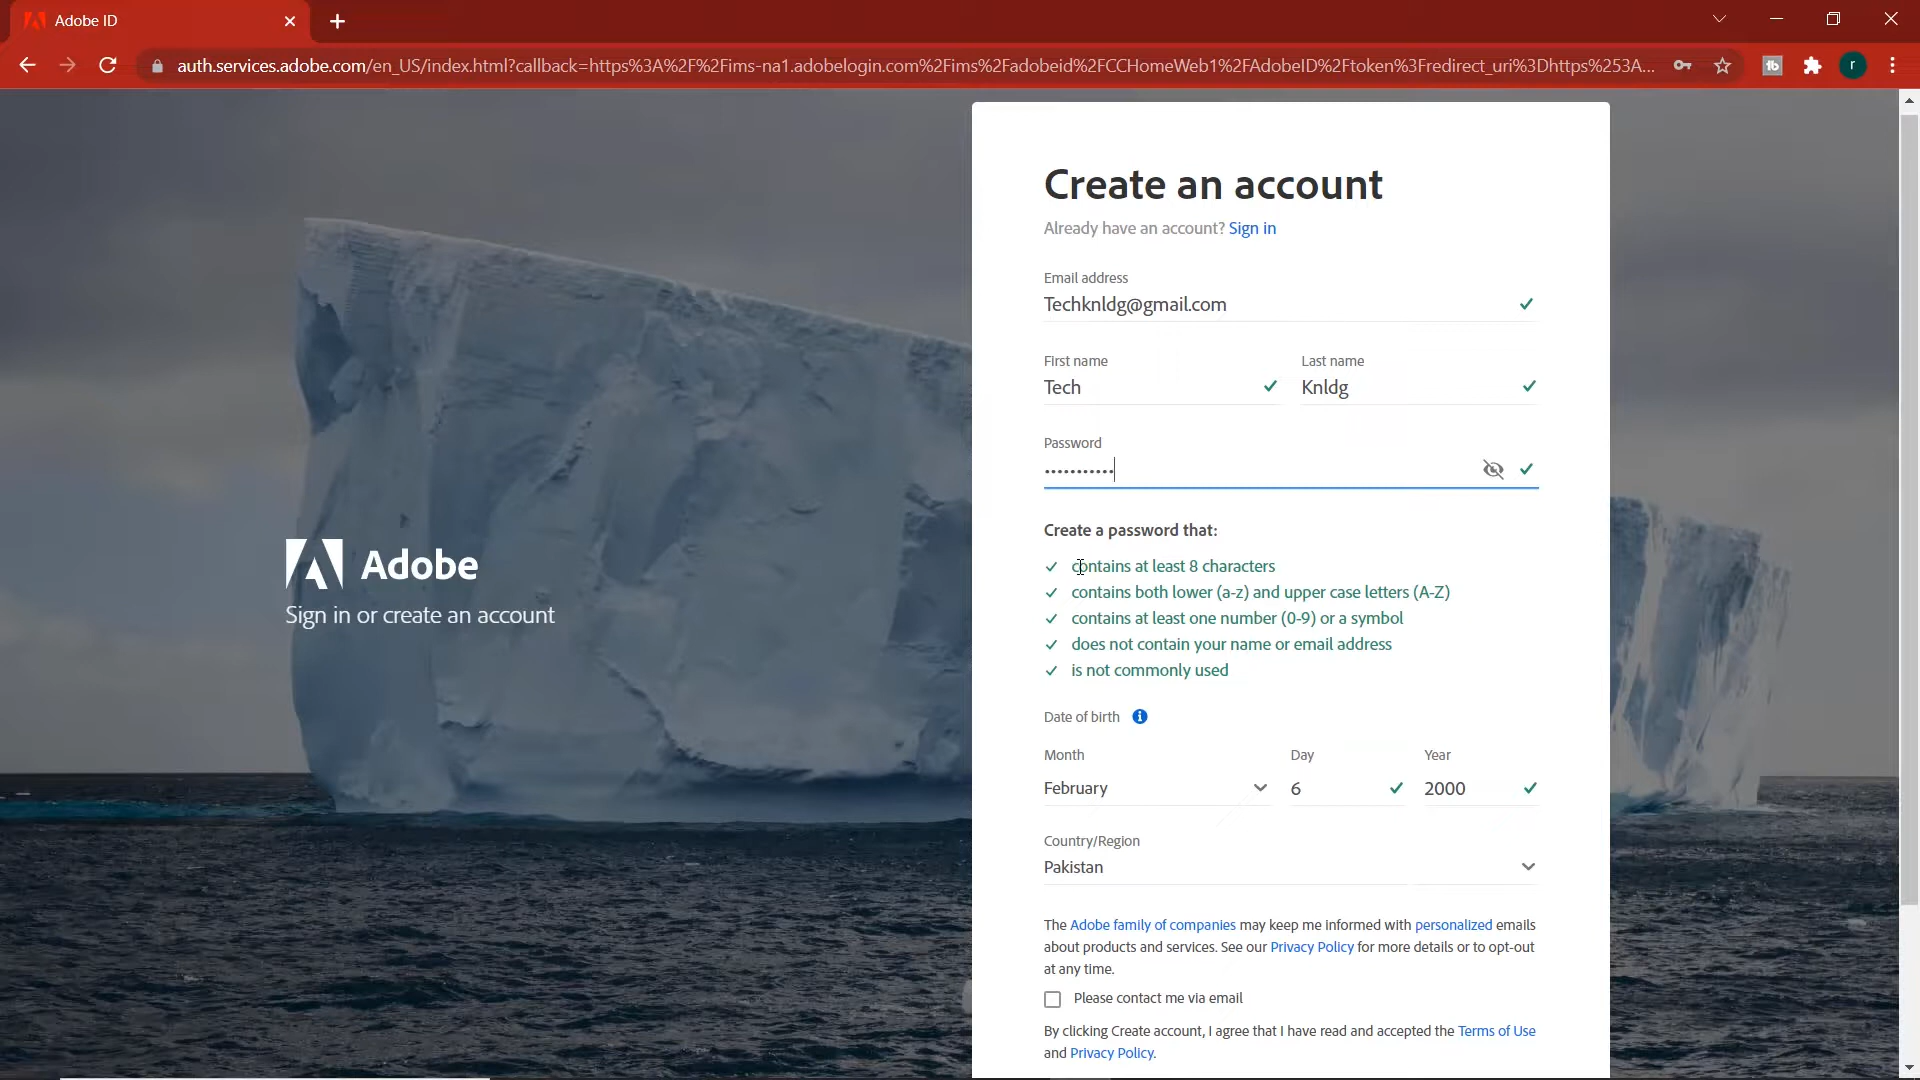 Adobe ID
auth.services.adobe.com/en_US/index.html?callback=https%3A%2F%2Fims-na1.adobelogin.com%2Fims%2Fadobeid%2FCCHomeWeb1%2FAdobeID%2Ftoken%3Fredirect_uri%3Dhttps%253A...
tb
r
Create an account
Already have an account? Sign in
Email address
Techknldg@gmail.com
First name
Last name
Tech
Knldg
Password
•••••••••••
Create a password that:
contains at least 8 characters
contains both lower (a-z) and upper case letters (A-Z)
contains at least one number (0-9) or a symbol
does not contain your name or email address
is not commonly used
Adobe
Sign in or create an account
Date of birth
Month
Day
Year
February
6
2000
Country/Region
Pakistan
The Adobe family of companies may keep me informed with personalized emails
about products and services. See our Privacy Policy for more details or to opt-out
at any time.
Please contact me via email
By clicking Create account, I agree that I have read and accepted the Terms of Use
and Privacy Policy.